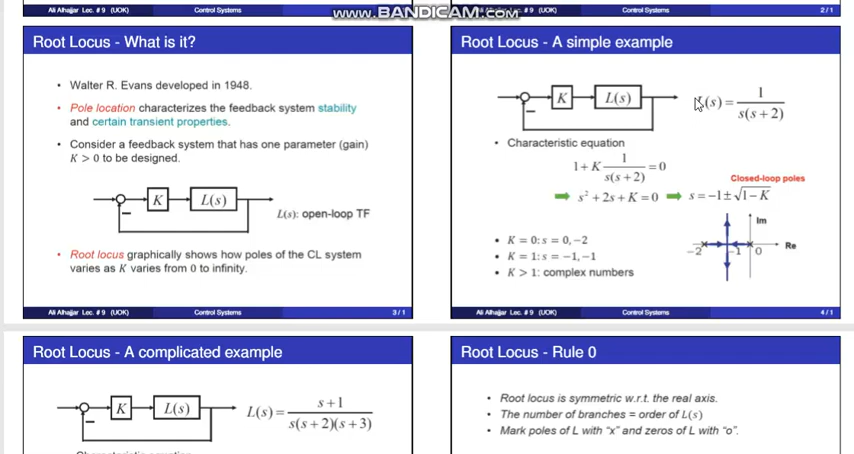 Ali Alhajjar Lec. # 9 (UOK) Control Systems
www.BANDICAM.com
Ali Alhajjar Lec. # 9 (UOK) Control Systems 2 / 1
Root Locus - What is it?
• Walter R. Evans developed in 1948.
• Pole location characterizes the feedback system stability
and certain transient properties.
• Consider a feedback system that has one parameter (gain)
K > 0 to be designed.
K L(s)
L(s): open-loop TF
• Root locus graphically shows how poles of the CL system
varies as K varies from 0 to infinity.
Ali Alhajjar Lec. # 9 (UOK) Control Systems 3 / 1
Root Locus - A simple example
K L(s)
(s) = 1 / s(s + 2)
• Characteristic equation
1 + K 1 / s(s + 2) = 0
Closed-loop poles
s² + 2s + K = 0 s = −1 ± √1 − K
• K = 0: s = 0, −2
• K = 1: s = −1, −1
• K > 1: complex numbers
Im
Re
−2 −1 0
Ali Alhajjar Lec. # 9 (UOK) Control Systems 4 / 1
Root Locus - A complicated example
K L(s)
L(s) = s + 1 / s(s + 2)(s + 3)
Root Locus - Rule 0
• Root locus is symmetric w.r.t. the real axis.
• The number of branches = order of L(s)
• Mark poles of L with “x” and zeros of L with “o”.